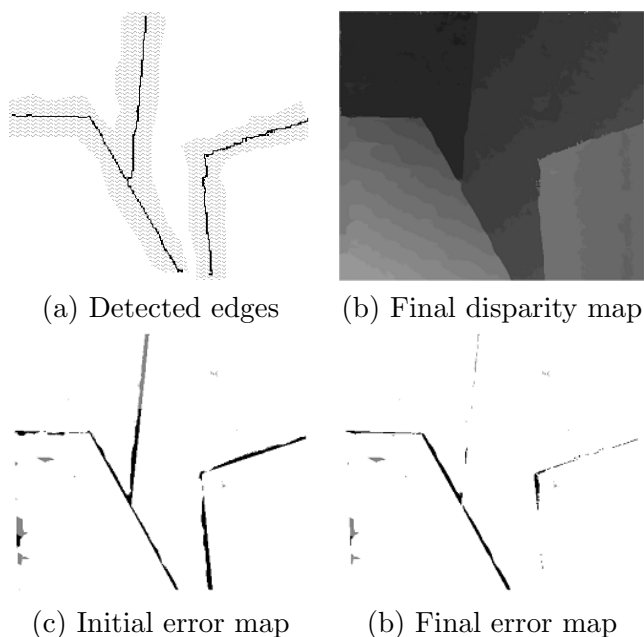 (a) Detected edges
(b) Final disparity map
(c) Initial error map
(b) Final error map